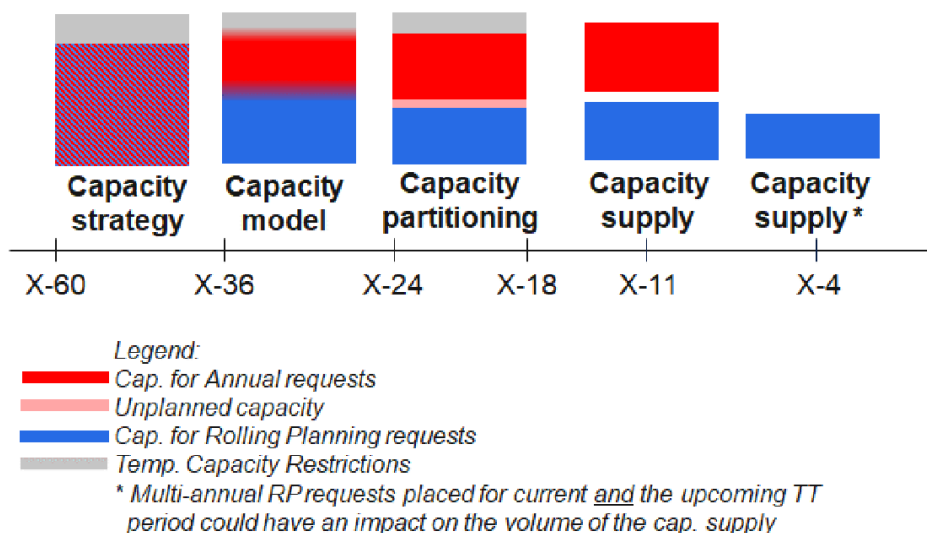 Capacity strategy
Capacity model
Capacity partitioning
Capacity supply
Capacity supply *
X-60 X-36 X-24 X-18 X-11 X-4
Legend:
Cap. for Annual requests
Unplanned capacity
Cap. for Rolling Planning requests
Temp. Capacity Restrictions
* Multi-annual RP requests placed for current and the upcoming TT
period could have an impact on the volume of the cap. supply